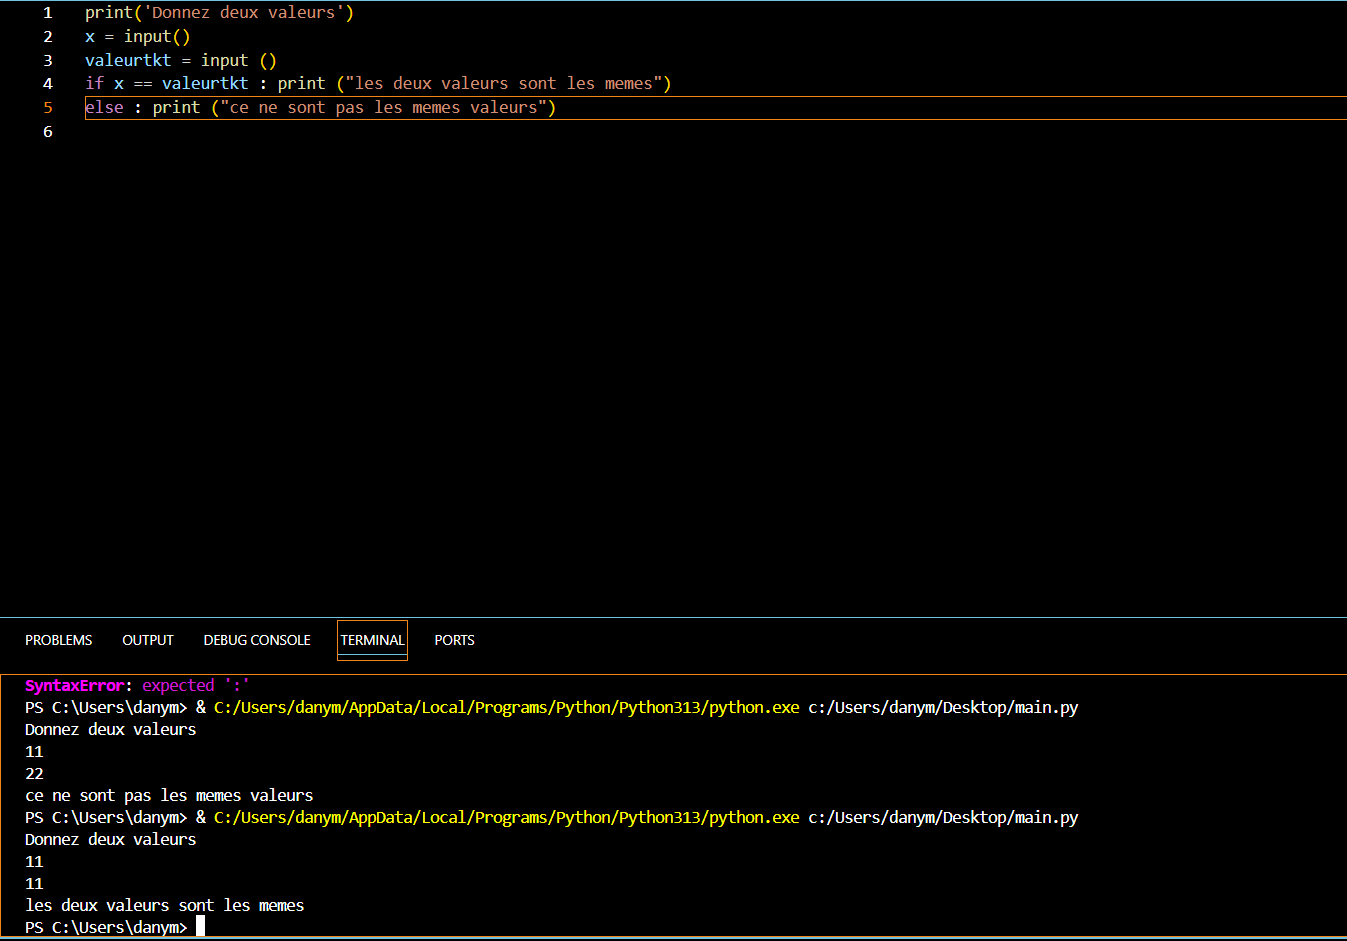 1 print('Donnez deux valeurs')
2 x = input()
3 valeurtkt = input ()
4 if x == valeurtkt : print ("les deux valeurs sont les memes")
5 else : print ("ce ne sont pas les memes valeurs")
6
PROBLEMS OUTPUT DEBUG CONSOLE TERMINAL PORTS
SyntaxError: expected ':'
PS C:\Users\danym> & C:/Users/danym/AppData/Local/Programs/Python/Python313/python.exe c:/Users/danym/Desktop/main.py
Donnez deux valeurs
11
22
ce ne sont pas les memes valeurs
PS C:\Users\danym> & C:/Users/danym/AppData/Local/Programs/Python/Python313/python.exe c:/Users/danym/Desktop/main.py
Donnez deux valeurs
11
11
les deux valeurs sont les memes
PS C:\Users\danym>